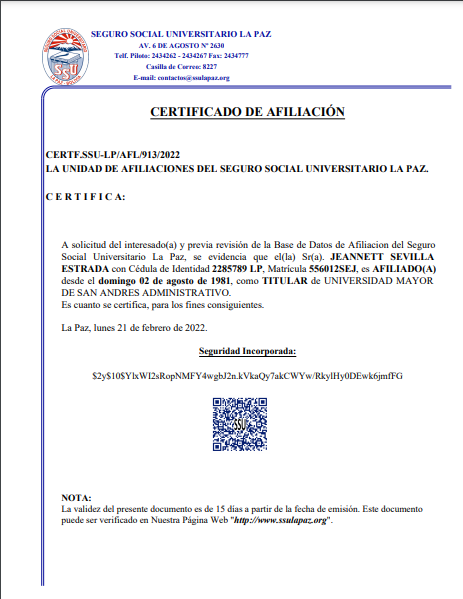 SEGURO SOCIAL UNIVERSITARIO LA PAZ
AV. 6 DE AGOSTO Nº 2630
Telf. Piloto: 2434262 - 2434267 Fax: 2434777
Casilla de Correo: 8227
E-mail: contactos@ssulapaz.org
SSU
CERTIFICADO DE AFILIACIÓN
CERTF.SSU-LP/AFL/913/2022
LA UNIDAD DE AFILIACIONES DEL SEGURO SOCIAL UNIVERSITARIO LA PAZ.
C E R T I F I C A:
A solicitud del interesado(a) y previa revisión de la Base de Datos de Afiliacion del Seguro
Social Universitario La Paz, se evidencia que el(la) Sr(a). JEANNETT SEVILLA
ESTRADA con Cédula de Identidad 2285789 LP, Matrícula 556012SEJ, es AFILIADO(A)
desde el domingo 02 de agosto de 1981, como TITULAR de UNIVERSIDAD MAYOR
DE SAN ANDRES ADMINISTRATIVO.
Es cuanto se certifica, para los fines consiguientes.
La Paz, lunes 21 de febrero de 2022.
Seguridad Incorporada:
$2y$10$YlxWI2sRopNMFY4wgbJ2n.kVkaQy7akCWYw/RkylHy0DEwk6jmfFG
SSU
NOTA:
La validez del presente documento es de 15 días a partir de la fecha de emisión. Este documento
puede ser verificado en Nuestra Página Web "http://www.ssulapaz.org".